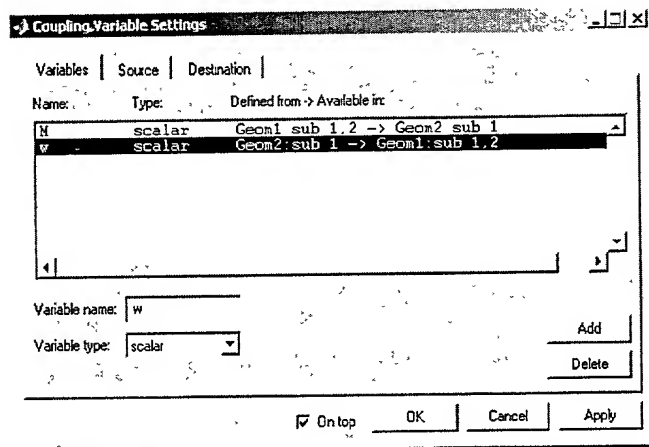 Coupling Variable Settings
Variables Source Destination
Name: Type: Defined from -> Available in:
M scalar Geom1 sub 1,2 -> Geom2 sub 1
w scalar Geom2:sub 1 -> Geom1:sub 1,2
Variable name: w
Variable type: scalar
Add
Delete
On top OK Cancel Apply